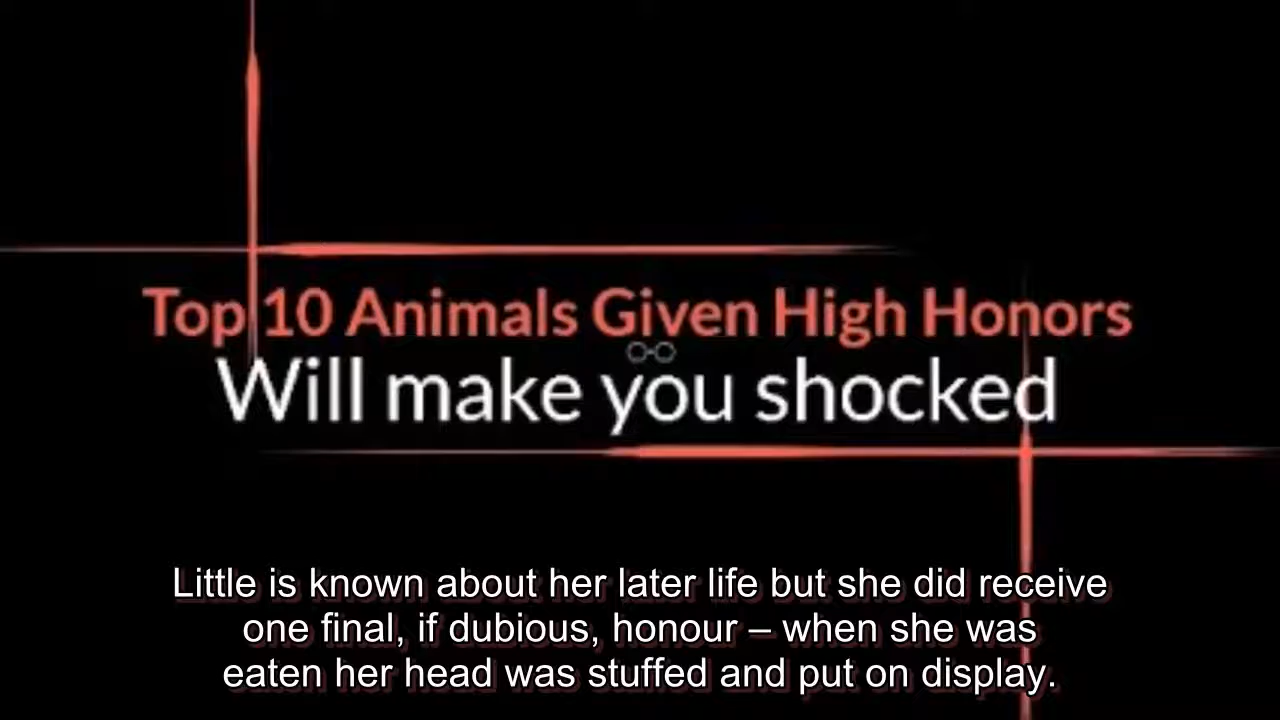 Top 10 Animals Given High Honors
Will make you shocked
Little is known about her later life but she did receive
one final, if dubious, honour – when she was
eaten her head was stuffed and put on display.